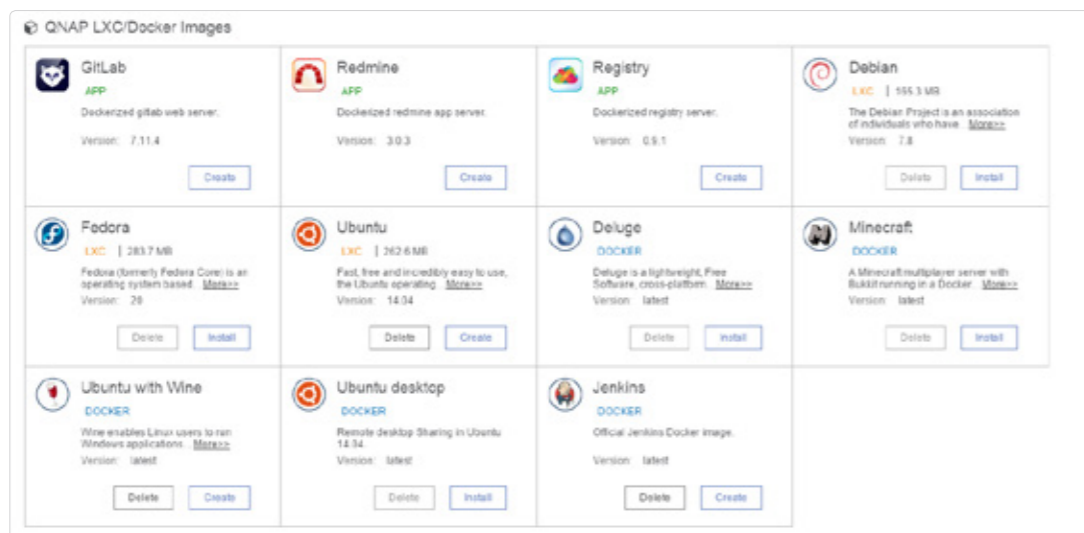 QNAP LXC/Docker Images
GitLab
APP
Dockerized gitlab web server.
Version: 7.11.4
Create
Redmine
APP
Dockerized redmine app server.
Version: 3.0.3
Create
Registry
APP
Dockerized registry server.
Version: 0.9.1
Create
Debian
LXC | 195.3 MB
The Debian Project is an association
of individuals who have... More>>
Version: 7.8
Delete Install
Fedora
LXC | 283.7 MB
Fedora (formerly Fedora Core) is an
operating system based... More>>
Version: 20
Delete Install
Ubuntu
LXC | 262.6 MB
Fast, free and incredibly easy to use,
the Ubuntu operating... More>>
Version: 14.04
Delete Create
Deluge
DOCKER
Deluge is a lightweight, Free
Software, cross-platform... More>>
Version: latest
Delete Install
Minecraft
DOCKER
A Minecraft multiplayer server with
Bukkit running in a Docker... More>>
Version: latest
Delete Install
Ubuntu with Wine
DOCKER
Wine enables Linux users to run
Windows applications... More>>
Version: latest
Delete Create
Ubuntu desktop
DOCKER
Remote desktop Sharing in Ubuntu
14.04.
Version: latest
Delete Install
Jenkins
DOCKER
Official Jenkins Docker image.
Version: latest
Delete Create